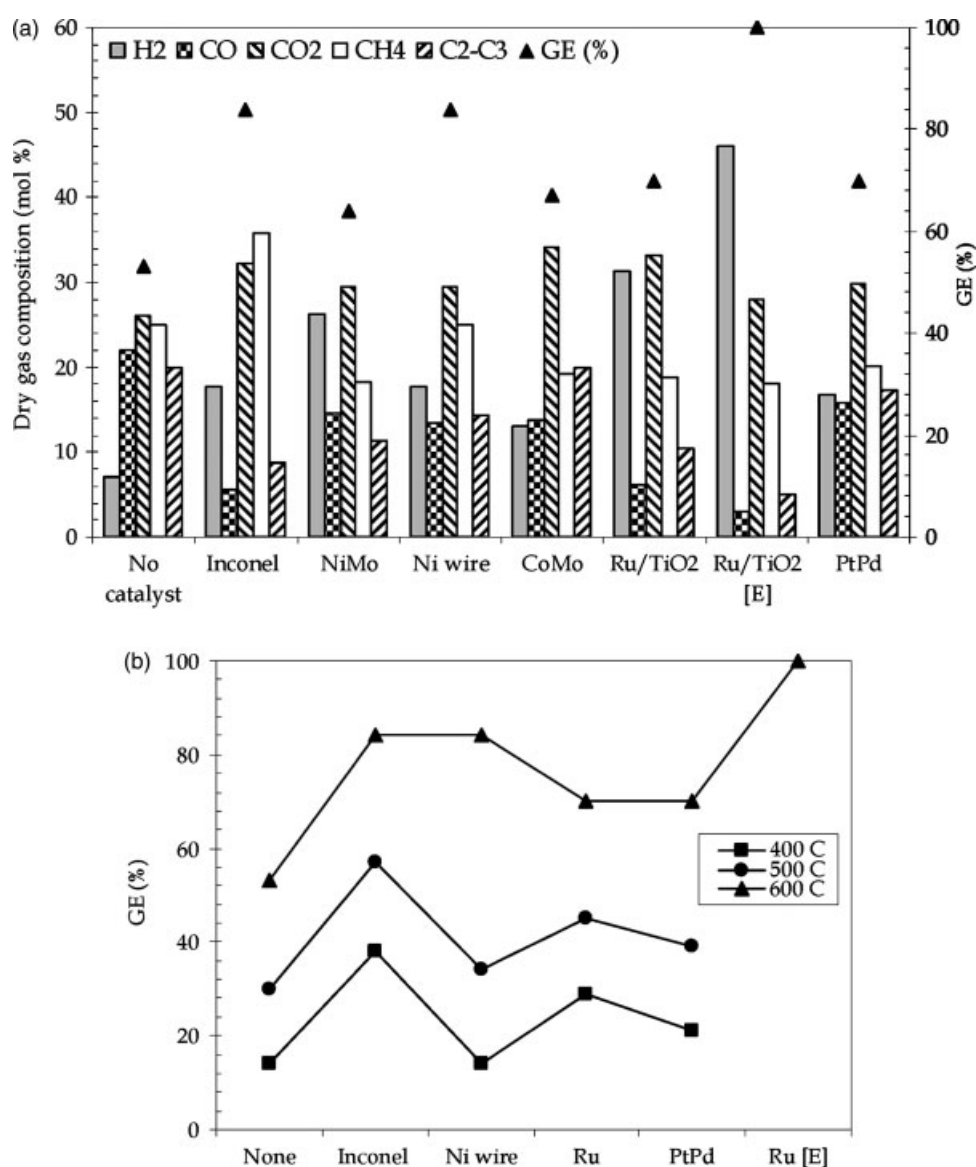 (a)
60
50
40
30
20
10
0
Dry gas composition (mol %)
H2 CO CO2 CH4 C2-C3 GE (%)
100
80
60
40
20
0
GE (%)
No catalyst
Inconel
NiMo
Ni wire
CoMo
Ru/TiO2
Ru/TiO2 [E]
PtPd
(b)
100
80
60
40
20
0
GE (%)
400 C
500 C
600 C
None Inconel Ni wire Ru PtPd Ru [E]